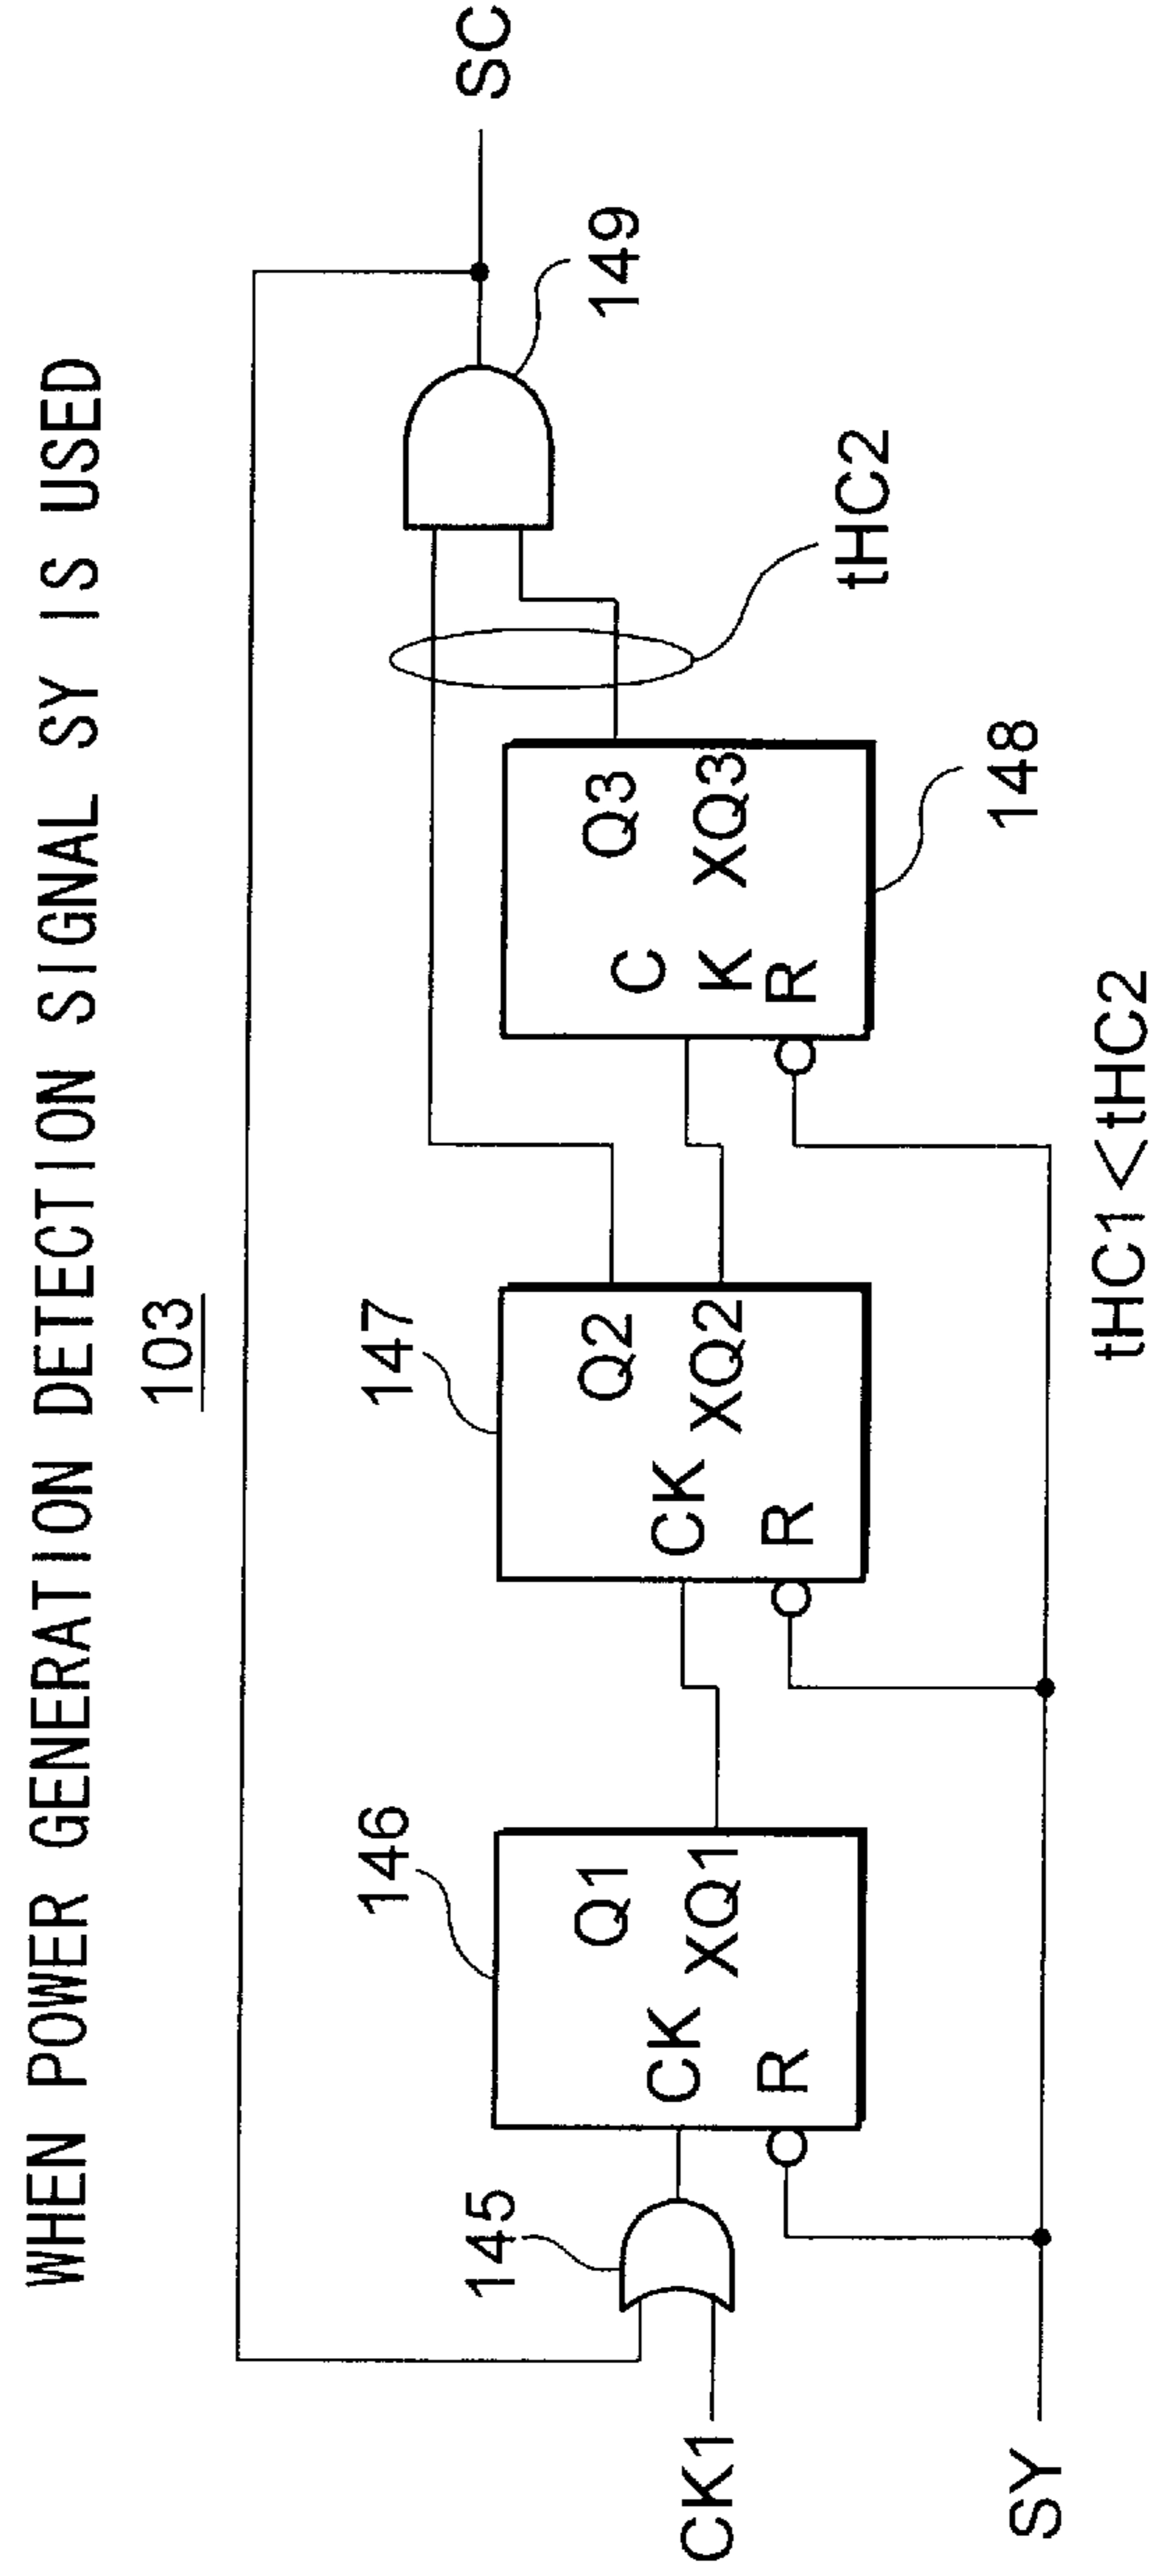 WHEN POWER GENERATION DETECTION SIGNAL SY IS USED
103
SC
149
tHC2
145
146
147
148
CK1
CK
Q1
XQ1
R
CK
Q2
XQ2
R
C
K
Q3
XQ3
R
SY
tHC1<tHC2